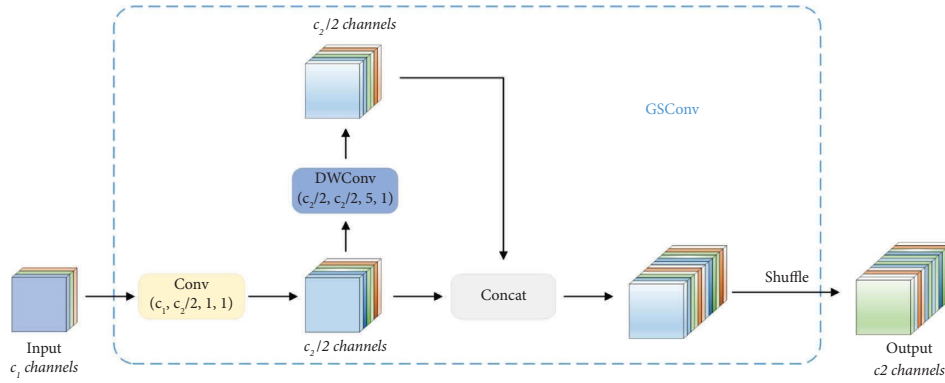 c₂/2 channels
GSConv
DWConv
(c₂/2, c₂/2, 5, 1)
Conv
(c₁, c₂/2, 1, 1)
Concat
Shuffle
Input
c₁ channels
c₂/2 channels
Output
c2 channels